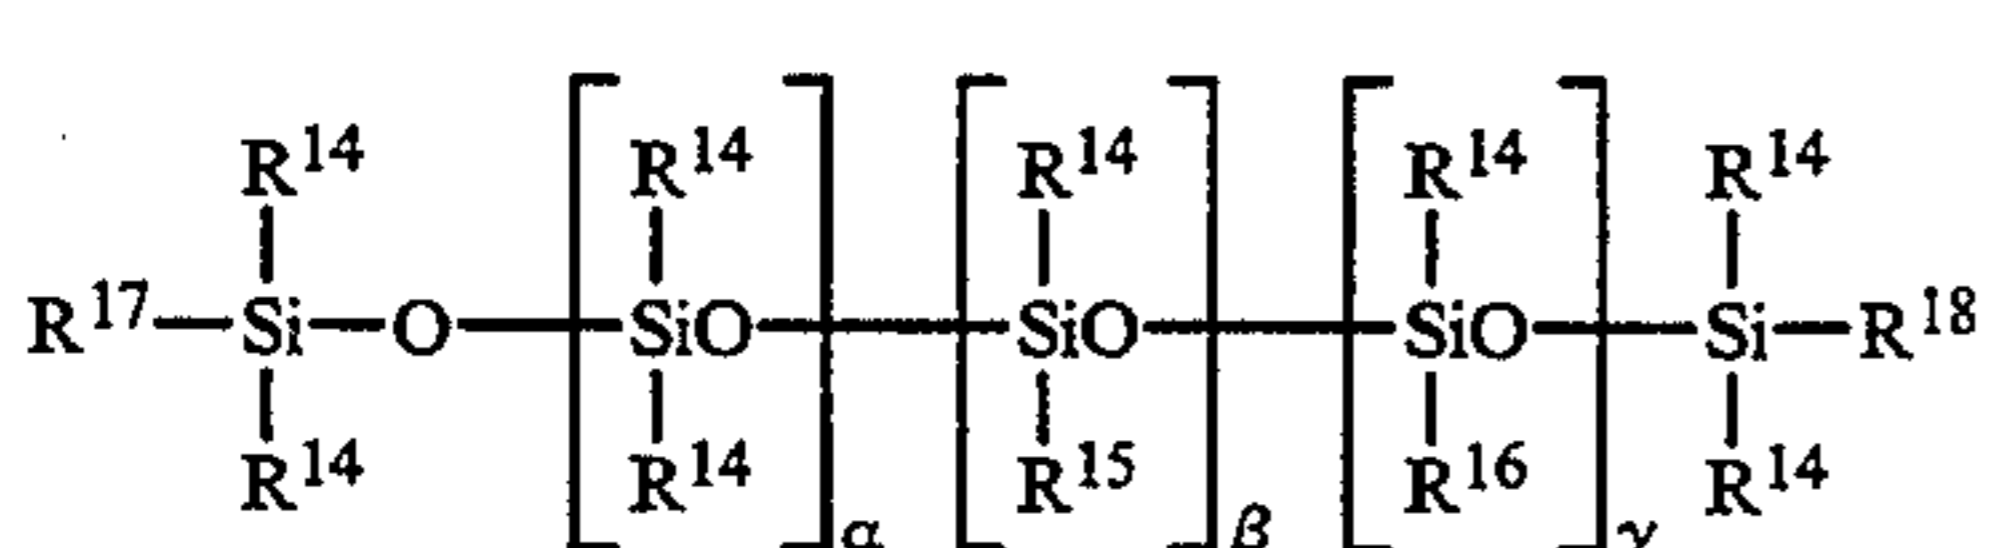 R14 R14 R14 R14 R14
R17—Si—O—[SiO]α—[SiO]β—[SiO]γ—Si—R18
R14 R14 R15 R16 R14